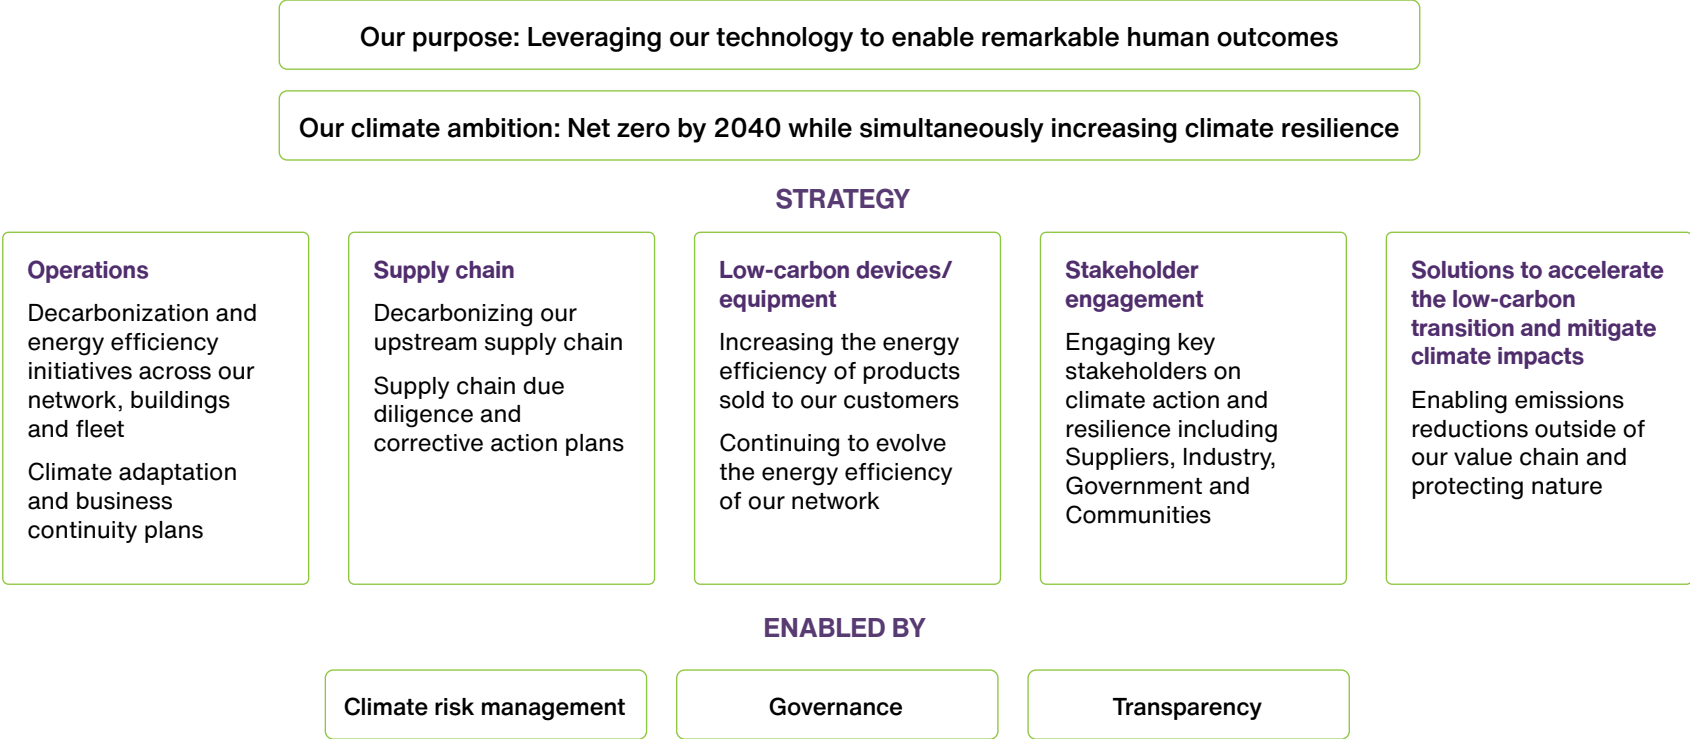 Our purpose: Leveraging our technology to enable remarkable human outcomes
Our climate ambition: Net zero by 2040 while simultaneously increasing climate resilience
STRATEGY
Operations
Decarbonization and
energy efficiency
initiatives across our
network, buildings
and fleet
Climate adaptation
and business
continuity plans
Supply chain
Decarbonizing our
upstream supply chain
Supply chain due
diligence and
corrective action plans
Low-carbon devices/
equipment
Increasing the energy
efficiency of products
sold to our customers
Continuing to evolve
the energy efficiency
of our network
Stakeholder
engagement
Engaging key
stakeholders on
climate action and
resilience including
Suppliers, Industry,
Government and
Communities
Solutions to accelerate
the low-carbon
transition and mitigate
climate impacts
Enabling emissions
reductions outside of
our value chain and
protecting nature
ENABLED BY
Climate risk management
Governance
Transparency